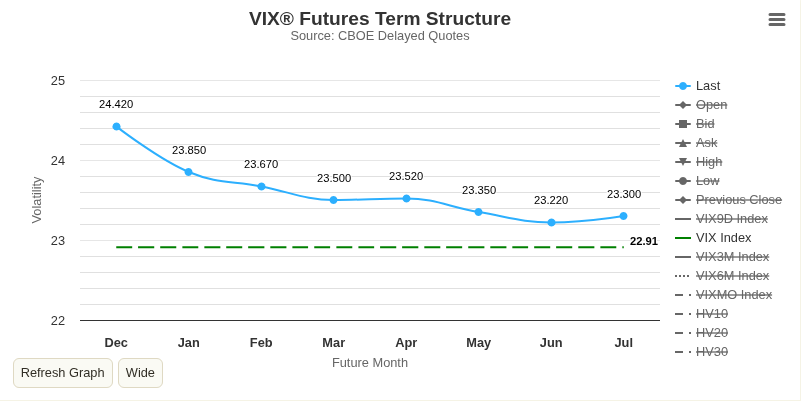 VIX® Futures Term Structure
Source: CBOE Delayed Quotes
25
24
23
22
Volatility
24.420
23.850
23.670
23.500
23.520
23.350
23.220
23.300
22.91
Dec Jan Feb Mar Apr May Jun Jul
Future Month
Last
Open
Bid
Ask
High
Low
Previous Close
VIX9D Index
VIX Index
VIX3M Index
VIX6M Index
VIXMO Index
HV10
HV20
HV30
Refresh Graph Wide